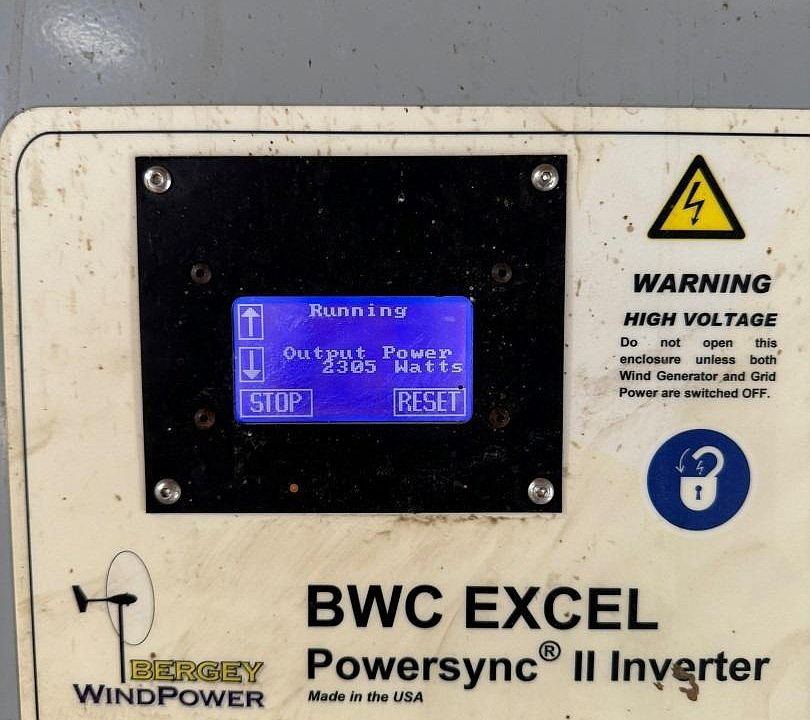 Running
Output Power
2305 Watts
STOP
RESET
WARNING
HIGH VOLTAGE
Do not open this
enclosure unless both
Wind Generator and Grid
Power are switched OFF.
BERGEY
WINDPOWER
BWC EXCEL
Powersync® II Inverter
Made in the USA